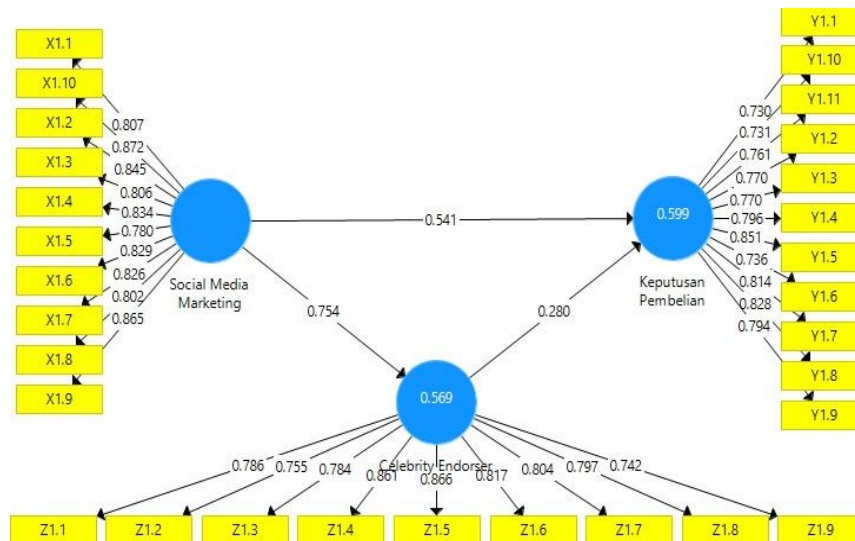 X1.1
X1.10
X1.2
X1.3
X1.4
X1.5
X1.6
X1.7
X1.8
X1.9
0.807
0.872
0.845
0.806
0.834
0.780
0.829
0.826
0.802
0.865
Social Media
Marketing
0.541
0.754
0.280
0.599
Keputusan
Pembelian
0.730
0.731
0.761
0.770
0.770
0.796
0.851
0.736
0.814
0.828
0.794
Y1.1
Y1.10
Y1.11
Y1.2
Y1.3
Y1.4
Y1.5
Y1.6
Y1.7
Y1.8
Y1.9
0.569
Celebrity Endorser
0.786
0.755
0.784
0.861
0.866
0.817
0.804
0.797
0.742
Z1.1
Z1.2
Z1.3
Z1.4
Z1.5
Z1.6
Z1.7
Z1.8
Z1.9